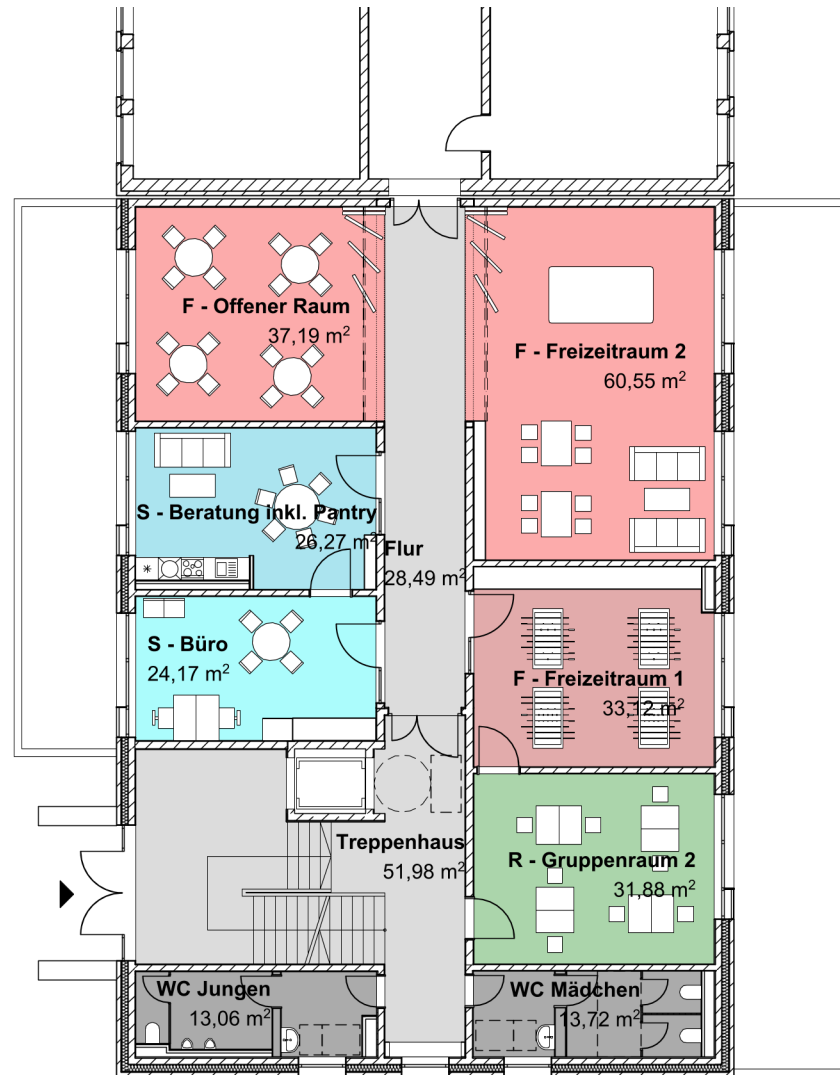 F - Offener Raum
37,19 m²
F - Freizeitraum 2
60,55 m²
S - Beratung inkl. Pantry
26,27 m²
Flur
28,49 m²
S - Büro
24,17 m²
F - Freizeitraum 1
33,12 m²
Treppenhaus
51,98 m²
R - Gruppenraum 2
31,88 m²
WC Jungen
13,06 m²
WC Mädchen
13,72 m²